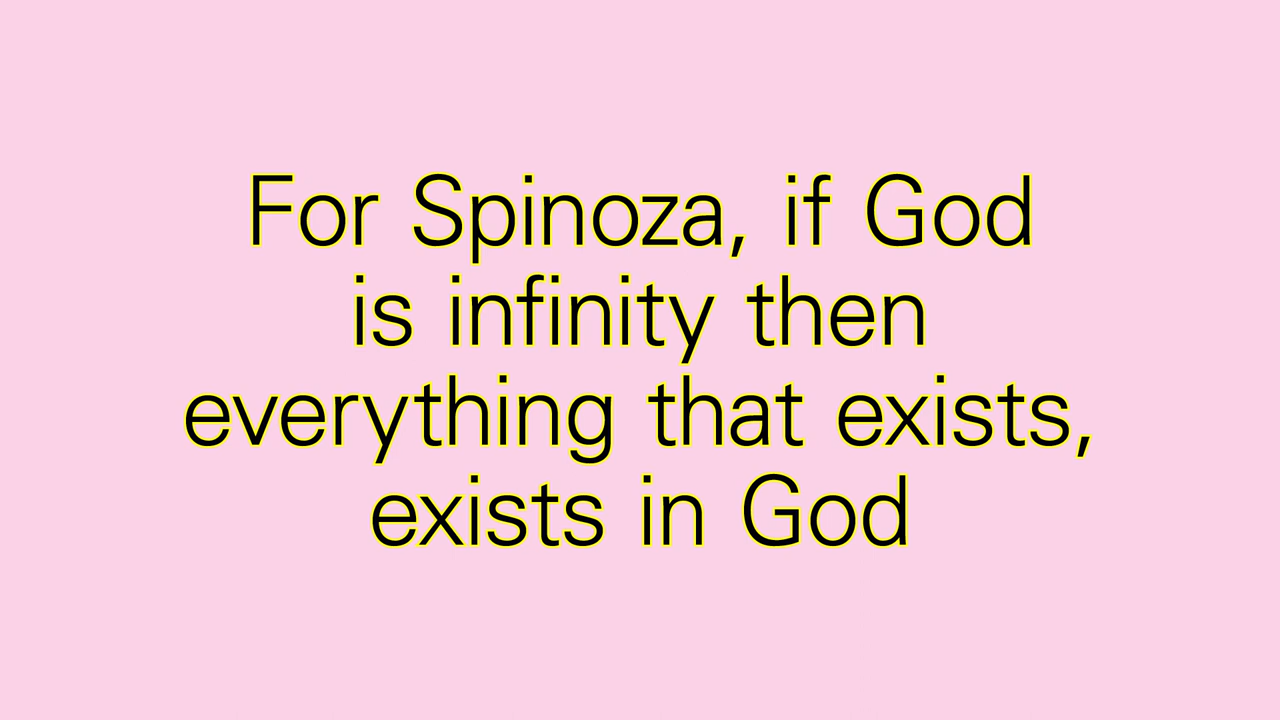 For Spinoza, if God
is infinity then
everything that exists,
exists in God